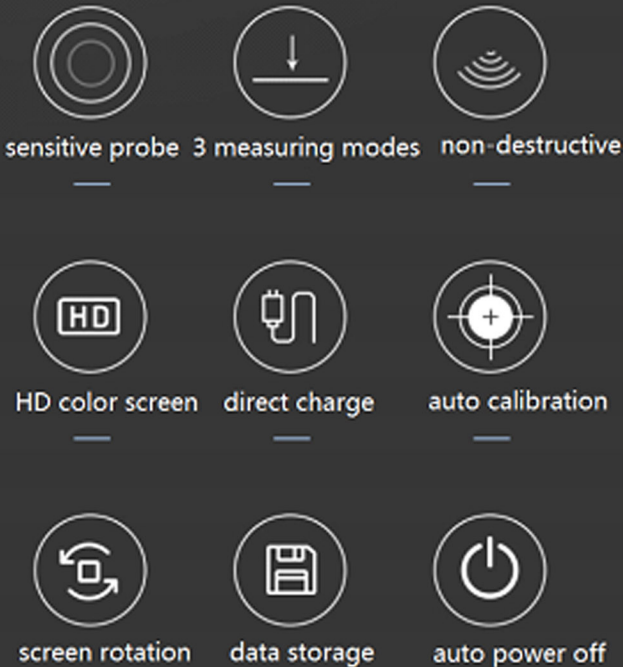 sensitive probe 3 measuring modes non-destructive
HD
HD color screen direct charge auto calibration
screen rotation data storage auto power off